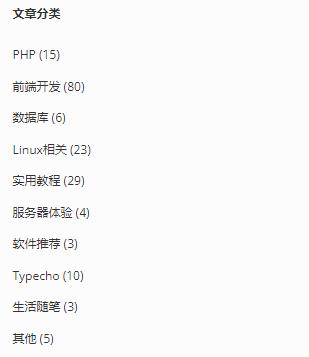 文章分类
PHP (15)
前端开发 (80)
数据库 (6)
Linux相关 (23)
实用教程 (29)
服务器体验 (4)
软件推荐 (3)
Typecho (10)
生活随笔 (3)
其他 (5)